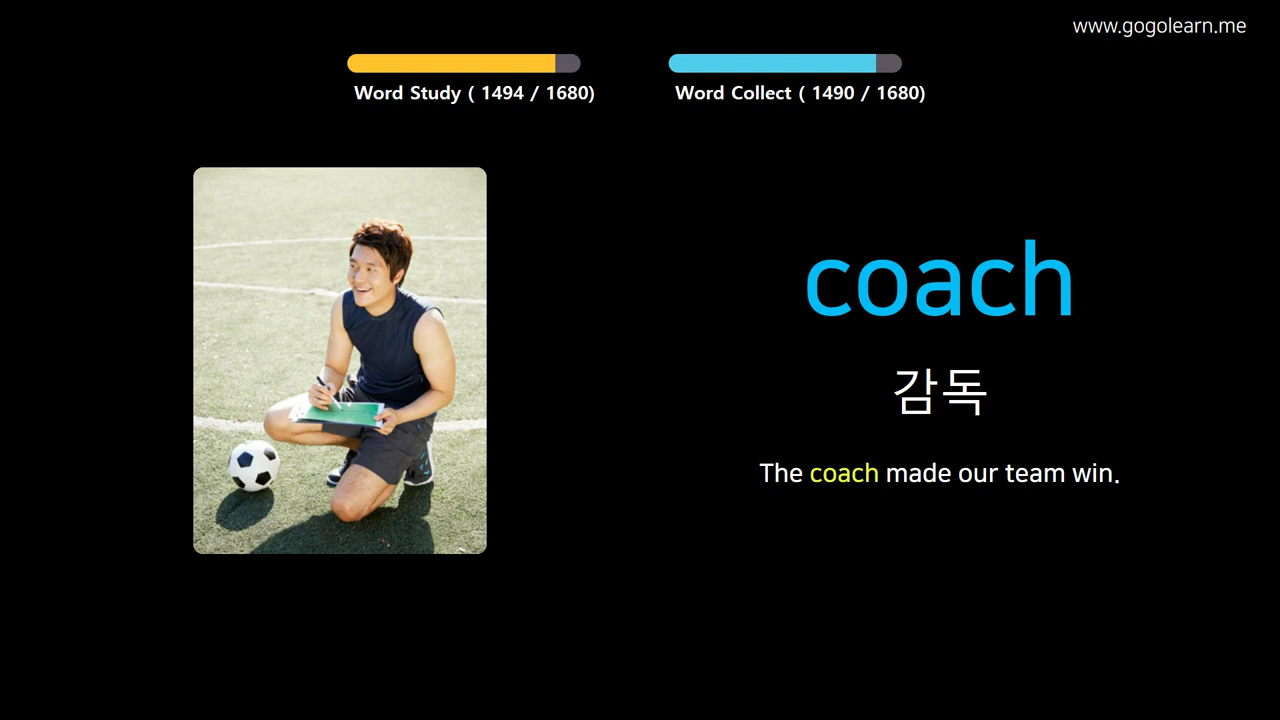 www.gogolearn.me
Word Study ( 1494 / 1680)
Word Collect ( 1490 / 1680)
coach
감독
The coach made our team win.